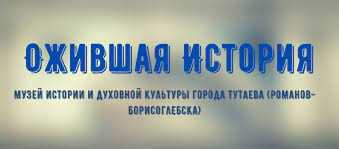 Ожившая История
музей истории и духовной культуры города Тутаева (Романов-
Борисоглебска)